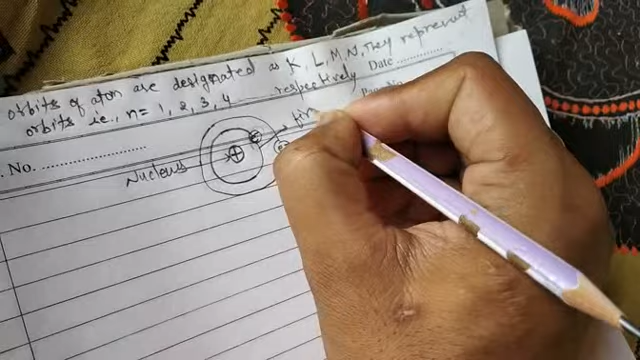 orbits of atom are designated as K, L, M, N, They represent
orbits i.e., n = 1, 2, 3, 4.... respectively
Date
. No.
Nucleus